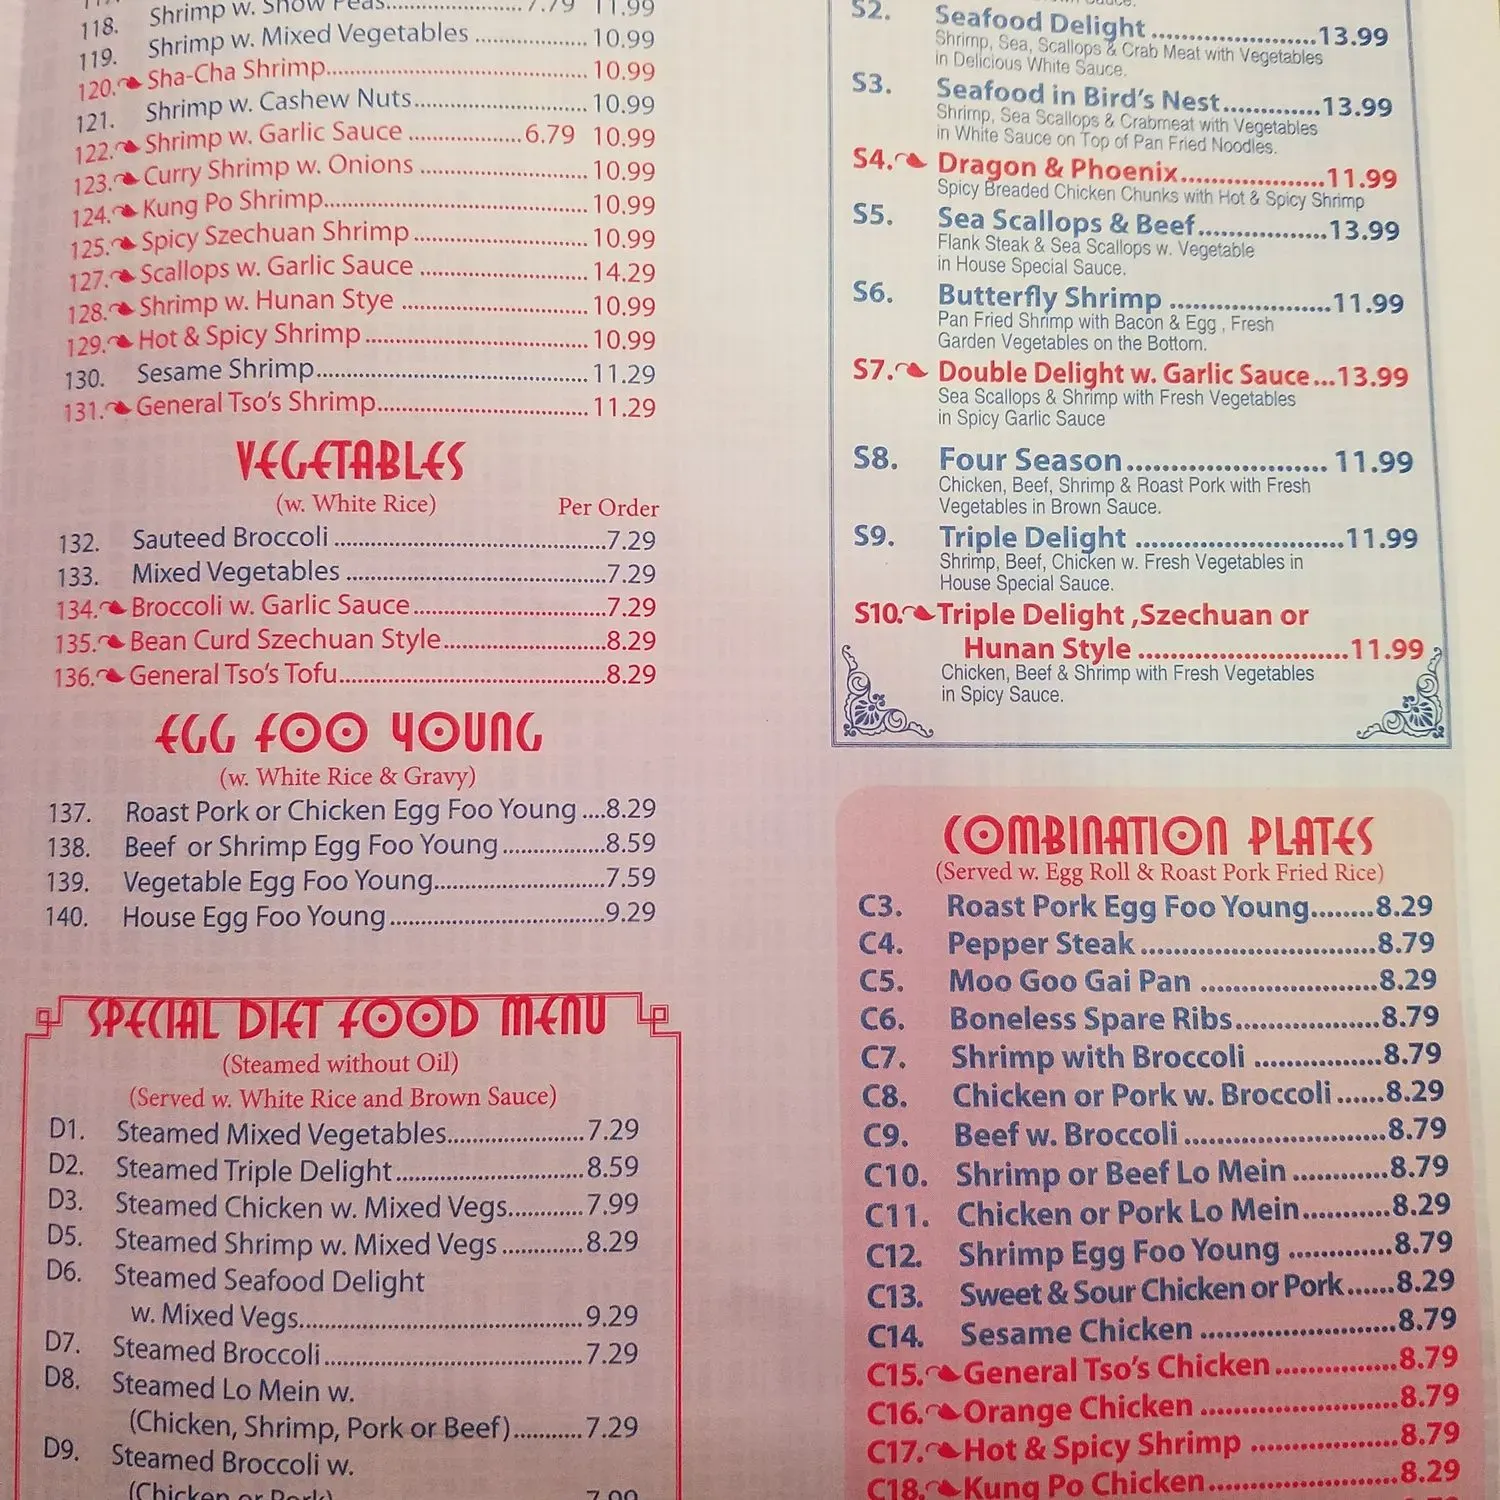 118. Shrimp w. Snow Peas 7.79 11.99
119. Shrimp w. Mixed Vegetables 10.99
120. Sha-Cha Shrimp 10.99
121. Shrimp w. Cashew Nuts 10.99
122. Shrimp w. Garlic Sauce 6.79 10.99
123. Curry Shrimp w. Onions 10.99
124. Kung Po Shrimp 10.99
125. Spicy Szechuan Shrimp 10.99
127. Scallops w. Garlic Sauce 14.29
128. Shrimp w. Hunan Stye 10.99
129. Hot & Spicy Shrimp 10.99
130. Sesame Shrimp 11.29
131. General Tso's Shrimp 11.29
VEGETABLES
(w. White Rice) Per Order
132. Sauteed Broccoli 7.29
133. Mixed Vegetables 7.29
134. Broccoli w. Garlic Sauce 7.29
135. Bean Curd Szechuan Style 8.29
136. General Tso's Tofu 8.29
EGG FOO YOUNG
(w. White Rice & Gravy)
137. Roast Pork or Chicken Egg Foo Young 8.29
138. Beef or Shrimp Egg Foo Young 8.59
139. Vegetable Egg Foo Young 7.59
140. House Egg Foo Young 9.29
SPECIAL DIET FOOD MENU
(Steamed without Oil)
(Served w. White Rice and Brown Sauce)
D1. Steamed Mixed Vegetables 7.29
D2. Steamed Triple Delight 8.59
D3. Steamed Chicken w. Mixed Vegs 7.99
D5. Steamed Shrimp w. Mixed Vegs 8.29
D6. Steamed Seafood Delight
w. Mixed Vegs 9.29
D7. Steamed Broccoli 7.29
D8. Steamed Lo Mein w.
(Chicken, Shrimp, Pork or Beef) 7.29
D9. Steamed Broccoli w.
(Chicken or Pork) 7.99
S2. Seafood Delight 13.99
Shrimp, Sea, Scallops & Crab Meat with Vegetables
in Delicious White Sauce.
S3. Seafood in Bird's Nest 13.99
Shrimp, Sea Scallops & Crabmeat with Vegetables
in White Sauce on Top of Pan Fried Noodles.
S4. Dragon & Phoenix 11.99
Spicy Breaded Chicken Chunks with Hot & Spicy Shrimp
S5. Sea Scallops & Beef 13.99
Flank Steak & Sea Scallops w. Vegetable
in House Special Sauce.
S6. Butterfly Shrimp 11.99
Pan Fried Shrimp with Bacon & Egg , Fresh
Garden Vegetables on the Bottom.
S7. Double Delight w. Garlic Sauce 13.99
Sea Scallops & Shrimp with Fresh Vegetables
in Spicy Garlic Sauce
S8. Four Season 11.99
Chicken, Beef, Shrimp & Roast Pork with Fresh
Vegetables in Brown Sauce.
S9. Triple Delight 11.99
Shrimp, Beef, Chicken w. Fresh Vegetables in
House Special Sauce.
S10. Triple Delight ,Szechuan or
Hunan Style 11.99
Chicken, Beef & Shrimp with Fresh Vegetables
in Spicy Sauce.
COMBINATION PLATES
(Served w. Egg Roll & Roast Pork Fried Rice)
C3. Roast Pork Egg Foo Young 8.29
C4. Pepper Steak 8.79
C5. Moo Goo Gai Pan 8.29
C6. Boneless Spare Ribs 8.79
C7. Shrimp with Broccoli 8.79
C8. Chicken or Pork w. Broccoli 8.29
C9. Beef w. Broccoli 8.79
C10. Shrimp or Beef Lo Mein 8.79
C11. Chicken or Pork Lo Mein 8.29
C12. Shrimp Egg Foo Young 8.79
C13. Sweet & Sour Chicken or Pork 8.29
C14. Sesame Chicken 8.79
C15. General Tso's Chicken 8.79
C16. Orange Chicken 8.79
C17. Hot & Spicy Shrimp 8.79
C18. Kung Po Chicken 8.29